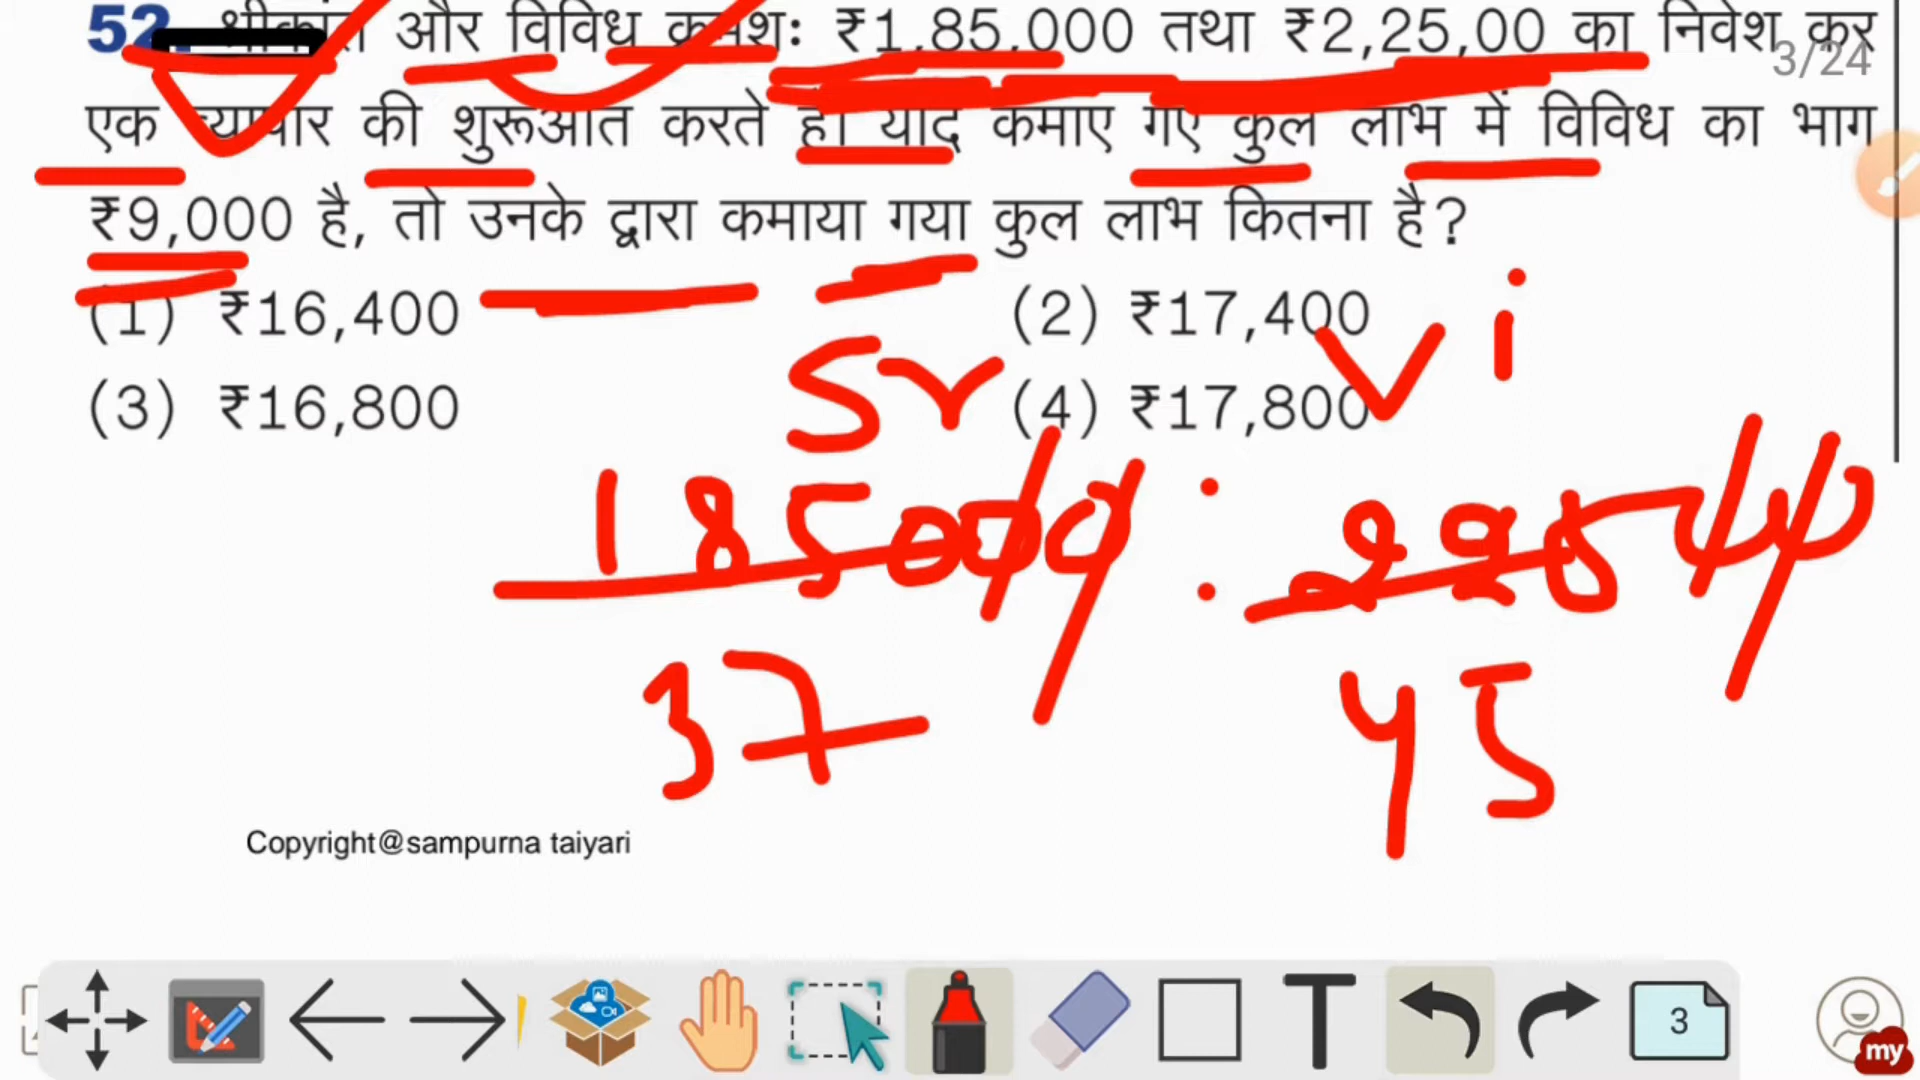 52. श्रीकांत और विविध क्रमशः ₹1,85,000 तथा ₹2,25,00 का निवेश कर
3/24
एक व्यापार की शुरूआत करते हैं। यदि कमाए गए कुल लाभ में विविध का भाग
₹9,000 है, तो उनके द्वारा कमाया गया कुल लाभ कितना है?
(1) ₹16,400 (2) ₹17,400
(3) ₹16,800 (4) ₹17,800
Sr Vi
185000 : 22500
37 45
Copyright@sampurna taiyari
T 3
my